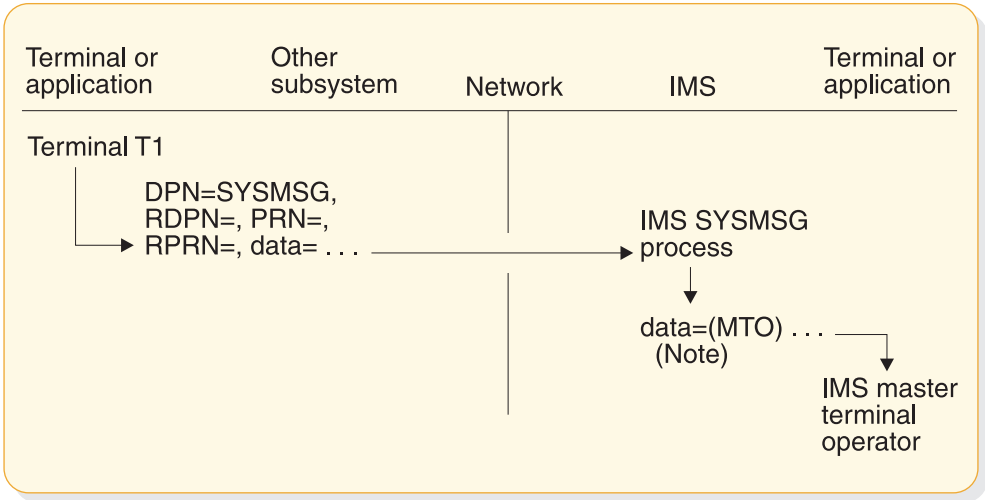 Terminal or
application
Other
subsystem
Network
IMS
Terminal or
application
Terminal T1
DPN=SYSMSG,
RDPN=, PRN=,
RPRN=, data= . . .
IMS SYSMSG
process
data=(MTO) . . .
(Note)
IMS master
terminal
operator